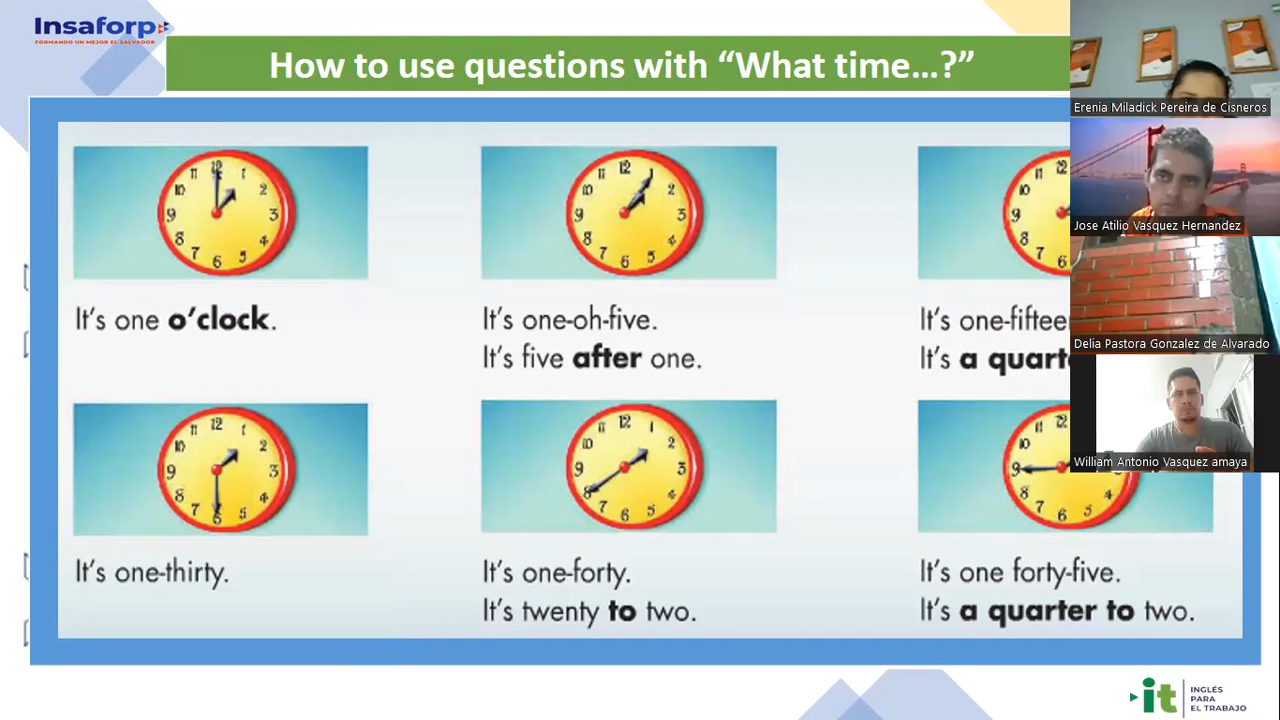 Insaforp
FORMANDO UN MEJOR EL SALVADOR
How to use questions with “What time…?”
Erenia Miladick Pereira de Cisneros
Jose Atilio Vasquez Hernandez
Delia Pastora Gonzalez de Alvarado
William Antonio Vasquez amaya
It's one o'clock.
It's one-oh-five.
It's five after one.
It's one-fiftee
It's a quart
It's one-thirty.
It's one-forty.
It's twenty to two.
It's one forty-five.
It's a quarter to two.
it
INGLÉS
PARA
EL TRABAJO